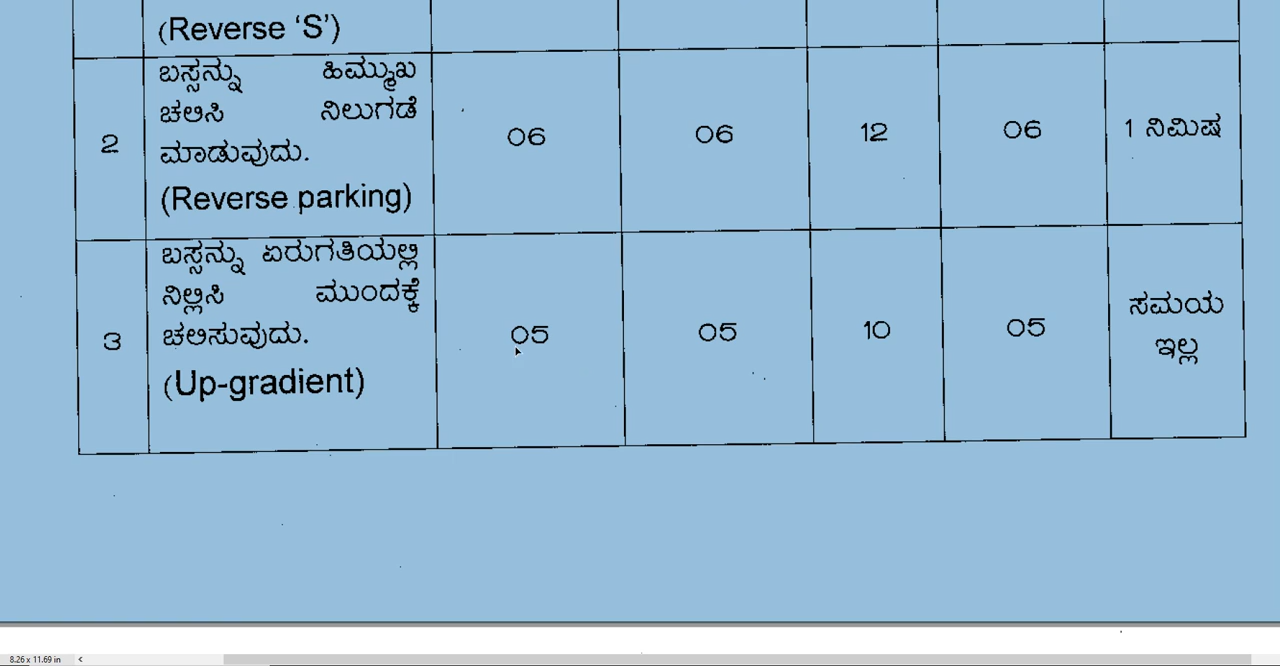 (Reverse ‘S’)
ಬಸ್ಸನ್ನು ಹಿಮ್ಮುಖ
ಚಲಿಸಿ ನಿಲುಗಡೆ
2 ಮಾಡುವುದು. 06 06 12 06 1 ನಿಮಿಷ
(Reverse parking)
ಬಸ್ಸನ್ನು ಏರುಗತಿಯಲ್ಲಿ
ನಿಲ್ಲಿಸಿ ಮುಂದಕ್ಕೆ
3 ಚಲಿಸುವುದು. 05 05 10 05 ಸಮಯ
ಇಲ್ಲ
(Up-gradient)
8.26 x 11.69 in